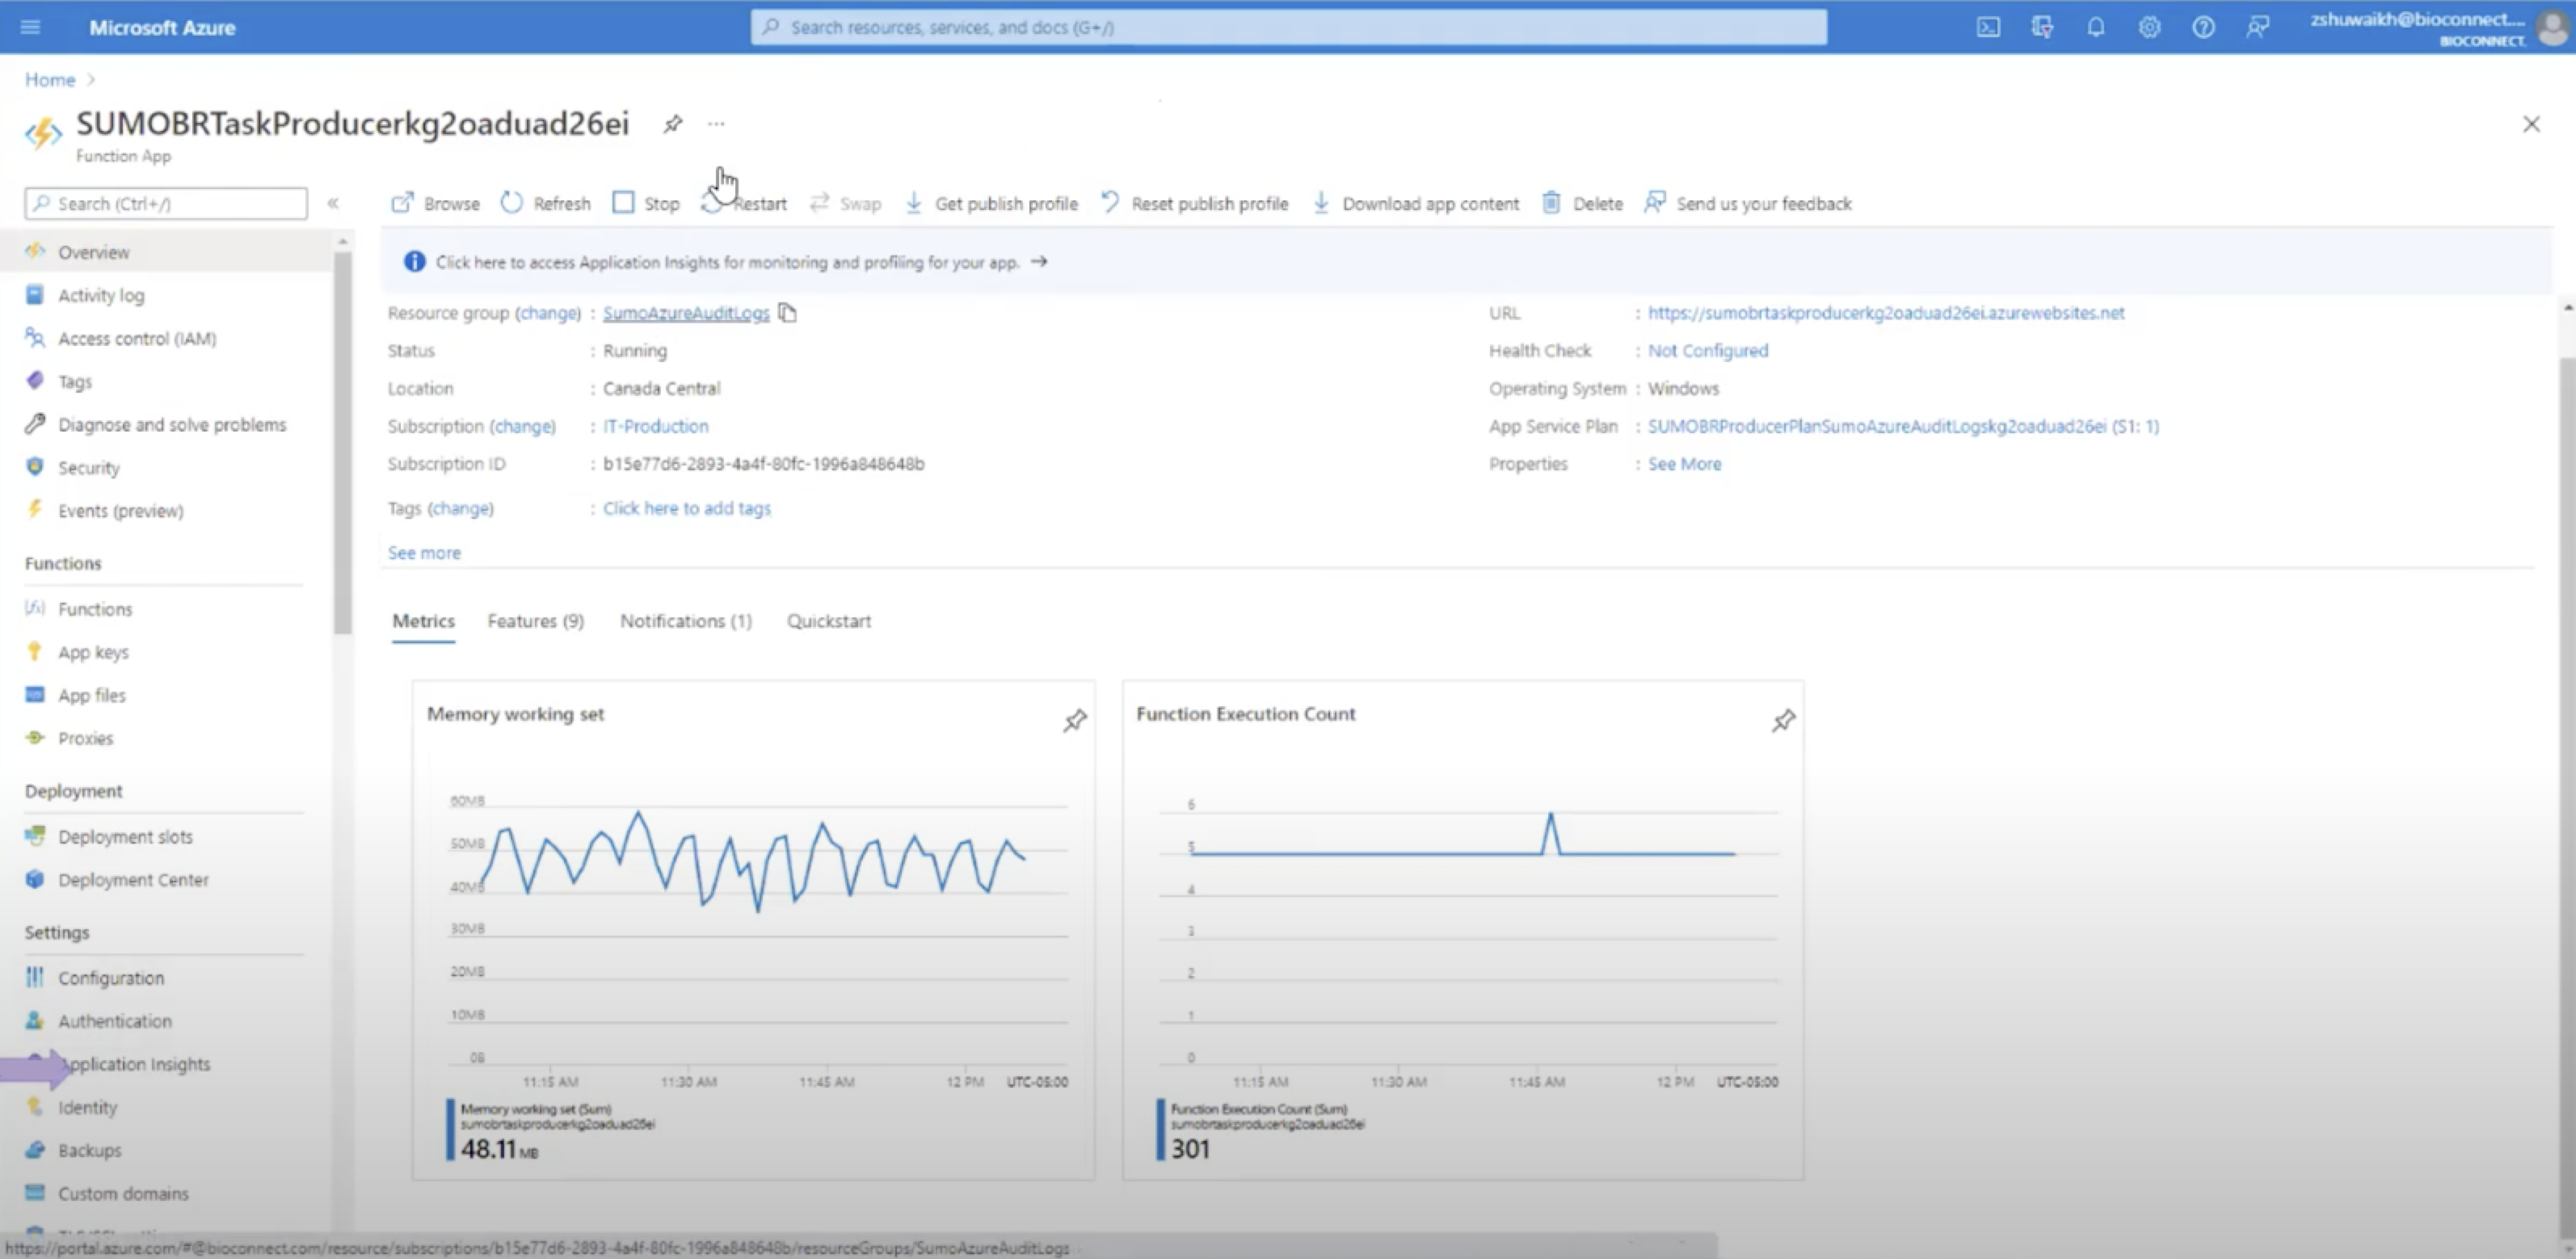 Microsoft Azure
Search resources, services, and docs (G+/)
zshuwaikh@bioconnect....
BIOCONNECT.
Home >
SUMOBRTaskProducerkg2oaduad26ei
Function App
Search (Ctrl+/)
Browse Refresh Stop Restart Swap Get publish profile Reset publish profile Download app content Delete Send us your feedback
Click here to access Application Insights for monitoring and profiling for your app. →
Overview
Activity log
Access control (IAM)
Tags
Diagnose and solve problems
Security
Events (preview)
Functions
Functions
App keys
App files
Proxies
Deployment
Deployment slots
Deployment Center
Settings
Configuration
Authentication
Application Insights
Identity
Backups
Custom domains
Resource group (change) : SumoAzureAuditLogs
Status : Running
Location : Canada Central
Subscription (change) : IT-Production
Subscription ID : b15e77d6-2893-4a4f-80fc-1996a848648b
Tags (change) : Click here to add tags
See more
URL : https://sumobrtaskproducerkg2oaduad26ei.azurewebsites.net
Health Check : Not Configured
Operating System : Windows
App Service Plan : SUMOBRProducerPlanSumoAzureAuditLogskg2oaduad26ei (S1: 1)
Properties : See More
Metrics Features (9) Notifications (1) Quickstart
Memory working set
60MB
50MB
40MB
30MB
20MB
10MB
0B
11:15 AM 11:30 AM 11:45 AM 12 PM UTC-05:00
Memory working set (Sum)
sumobrtaskproducerkg2oaduad26ei
48.11 MB
Function Execution Count
6
5
4
3
2
1
0
11:15 AM 11:30 AM 11:45 AM 12 PM UTC-05:00
Function Execution Count (Sum)
sumobrtaskproducerkg2oaduad26ei
301
https://portal.azure.com/#@bioconnect.com/resource/subscriptions/b15e77d6-2893-4a4f-80fc-1996a848648b/resourceGroups/SumoAzureAuditLogs